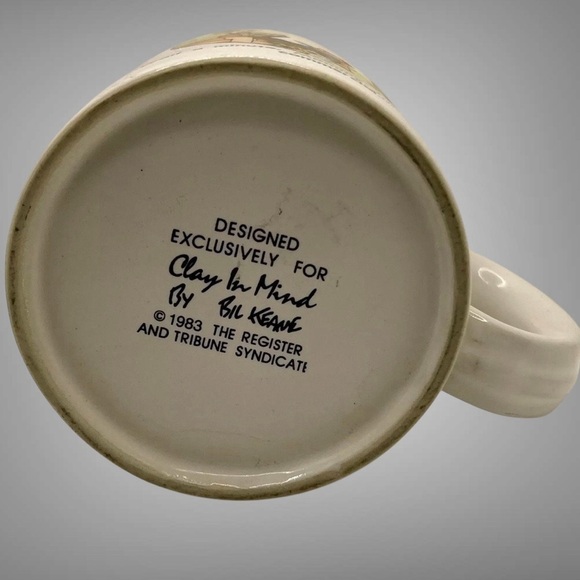 DESIGNED
EXCLUSIVELY FOR
Clay In Mind
By BIL KEANE
© 1983 THE REGISTER
AND TRIBUNE SYNDICATE